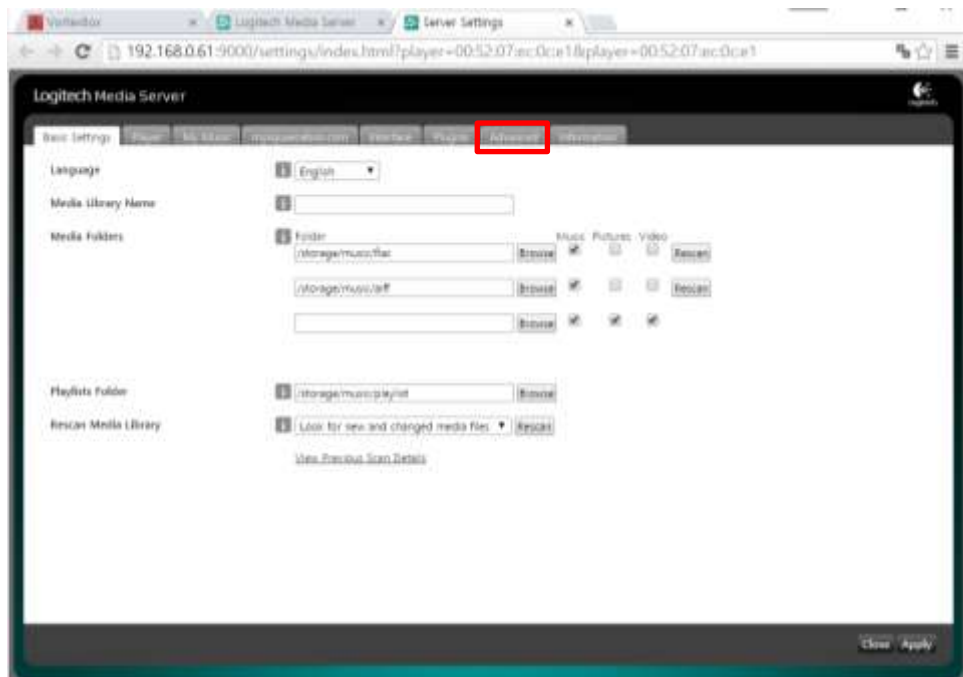 Vortexbox Logitech Media Server Server Settings
192.168.0.61:9000/settings/index.html?player=00:52:07:ec:0c:e1&player=00:52:07:ec:0c:e1
Logitech Media Server
Basic Settings Player My Music mysqueezebox.com Interface Plugins Advanced Information
Language English
Media Library Name
Media Folders Folder Music Pictures Video
/storage/music/flac Browse Rescan
/storage/music/aiff Browse Rescan
Browse
Playlists Folder /storage/music/playlist Browse
Rescan Media Library Look for new and changed media files Rescan
View Previous Scan Details
Close Apply